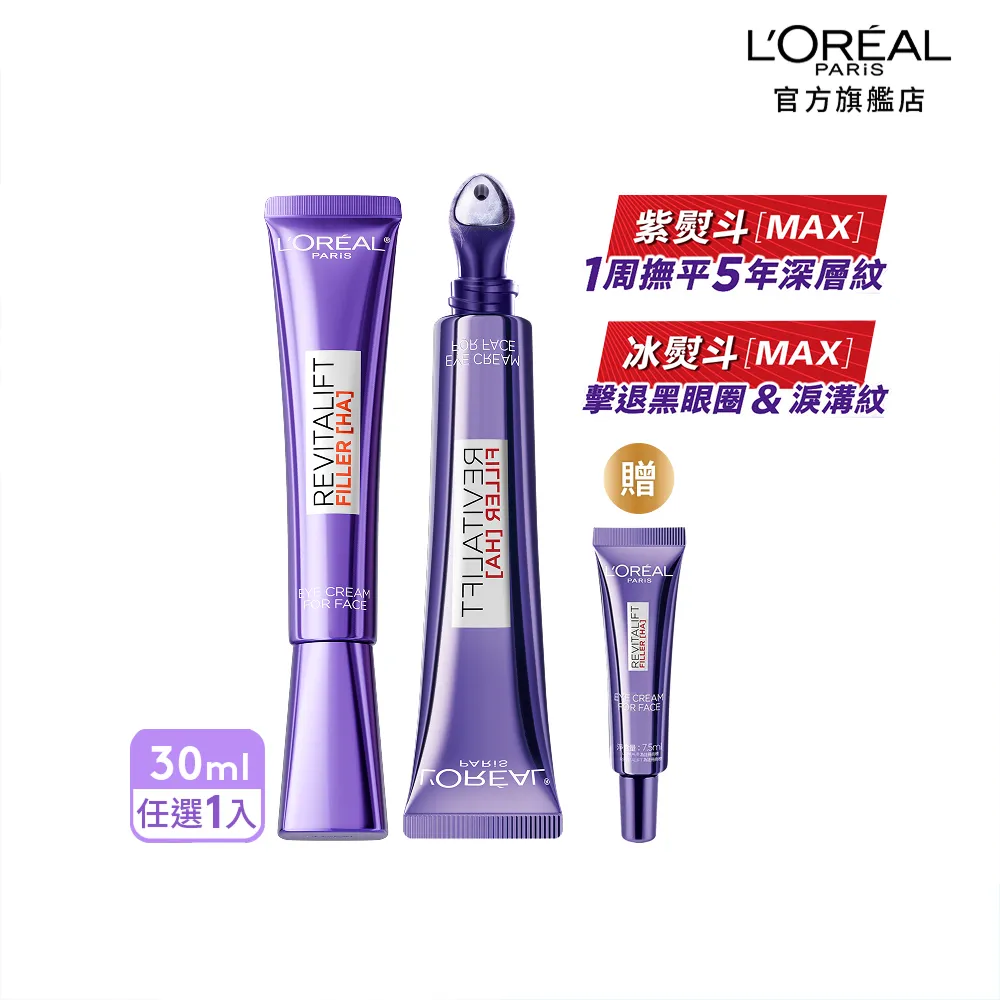 L'ORÉAL
PARIS
官方旗艦店
紫熨斗[MAX]
1周撫平5年深層紋
冰熨斗[MAX]
擊退黑眼圈&淚溝紋
贈
L'ORÉAL®
PARIS
REVITALIFT
FILLER [HA]
EYE CREAM
FOR FACE
EYE CREAM
FOR FACE
REVITALIFT
FILLER [HA]
L'ORÉAL®
PARIS
L'ORÉAL
PARIS
REVITALIFT
FILLER [HA]
EYE CREAM
FOR FACE
7.5ml
30ml
任選1入